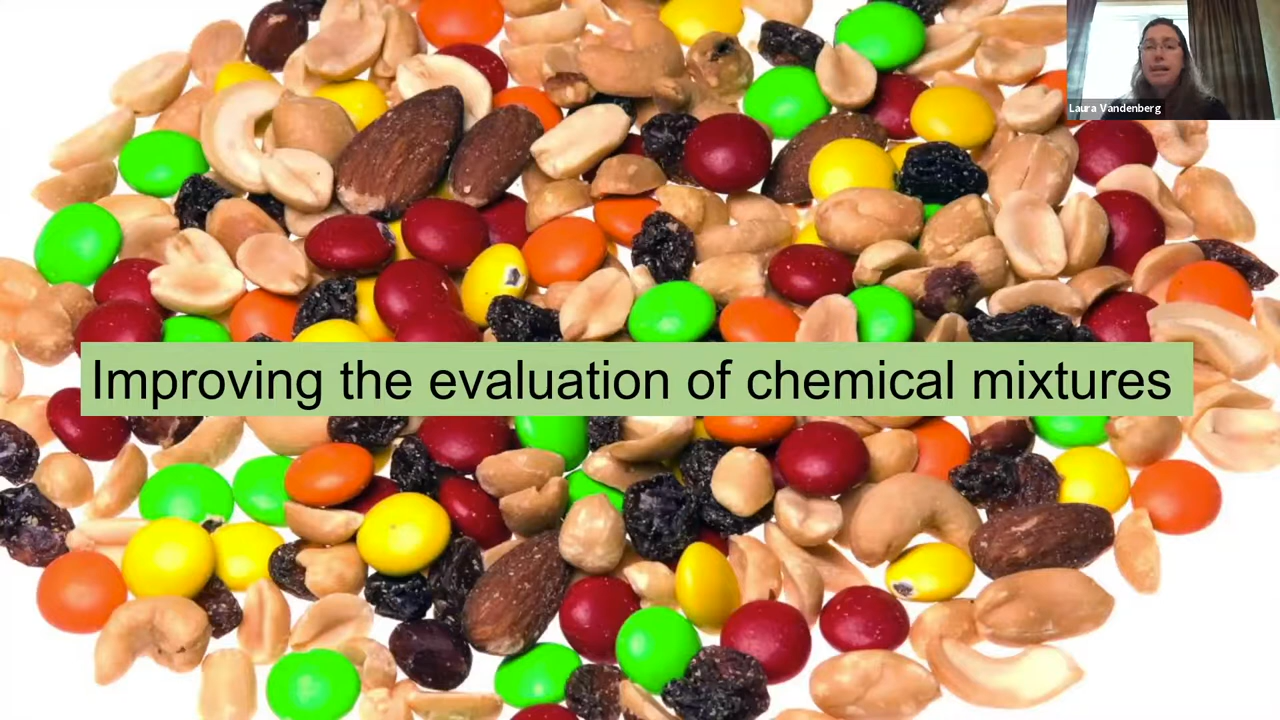 Laura Vandenberg
Improving the evaluation of chemical mixtures